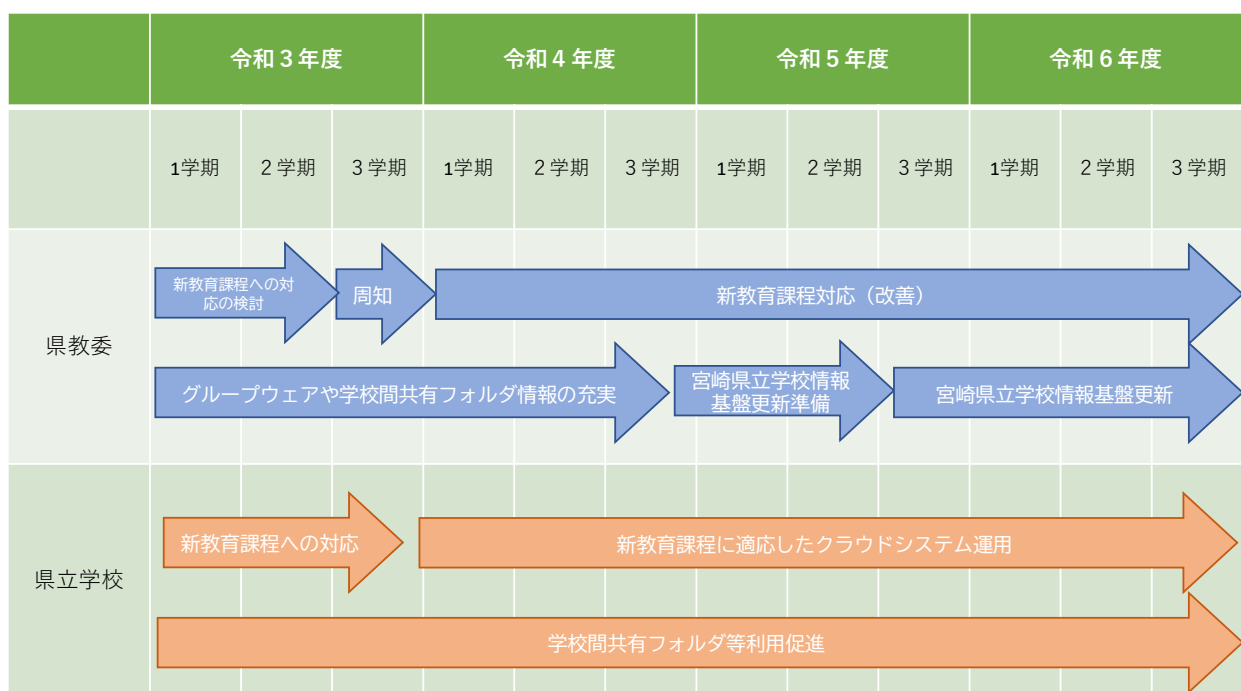 令和３年度 令和４年度 令和５年度 令和６年度
1学期 ２学期 ３学期 1学期 ２学期 ３学期 1学期 ２学期 ３学期 1学期 ２学期 ３学期
県教委
新教育課程への対
応の検討
周知
新教育課程対応（改善）
グループウェアや学校間共有フォルダ情報の充実
宮崎県立学校情報
基盤更新準備
宮崎県立学校情報基盤更新
県立学校
新教育課程への対応
新教育課程に適応したクラウドシステム運用
学校間共有フォルダ等利用促進